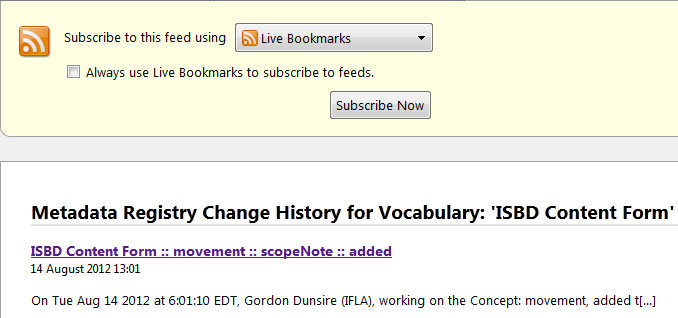 Subscribe to this feed using Live Bookmarks
Always use Live Bookmarks to subscribe to feeds.
Subscribe Now
Metadata Registry Change History for Vocabulary: 'ISBD Content Form'
ISBD Content Form :: movement :: scopeNote :: added
14 August 2012 13:01
On Tue Aug 14 2012 at 6:01:10 EDT, Gordon Dunsire (IFLA), working on the Concept: movement, added t[...]